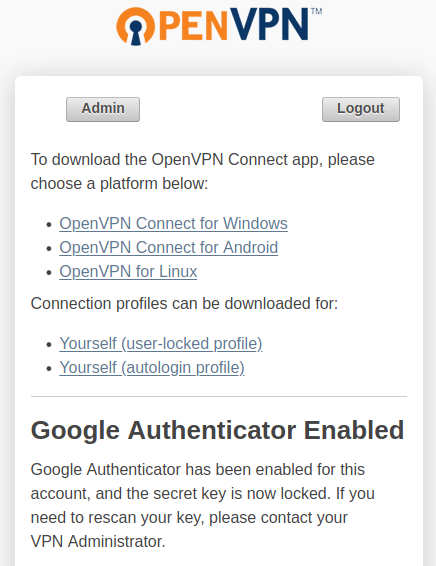 OPENVPN™
Admin
Logout
To download the OpenVPN Connect app, please
choose a platform below:
• OpenVPN Connect for Windows
• OpenVPN Connect for Android
• OpenVPN for Linux
Connection profiles can be downloaded for:
• Yourself (user-locked profile)
• Yourself (autologin profile)
Google Authenticator Enabled
Google Authenticator has been enabled for this
account, and the secret key is now locked. If you
need to rescan your key, please contact your
VPN Administrator.